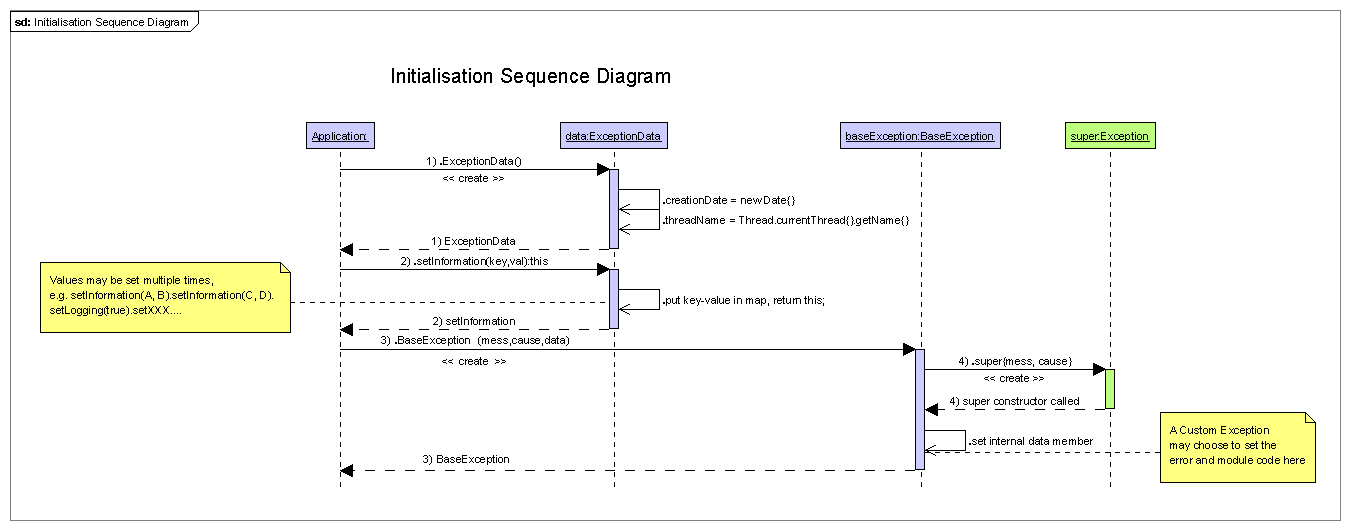 sd: Initialisation Sequence Diagram
Initialisation Sequence Diagram
Application:
data:ExceptionData
baseException:BaseException
super:Exception
1) .ExceptionData()
<< create >>
.creationDate = newDate{}
.threadName = Thread.currentThread{}.getName{}
1) ExceptionData
2) .setInformation(key,val):this
Values may be set multiple times,
e.g. setInformation(A, B).setInformation(C, D).
setLogging(true).setXXX....
.put key-value in map, return this;
2) setInformation
3) .BaseException (mess,cause,data)
<< create >>
4) .super{mess, cause}
<< create >>
4) super constructor called
A Custom Exception
may choose to set the
error and module code here
.set internal data member
3) BaseException